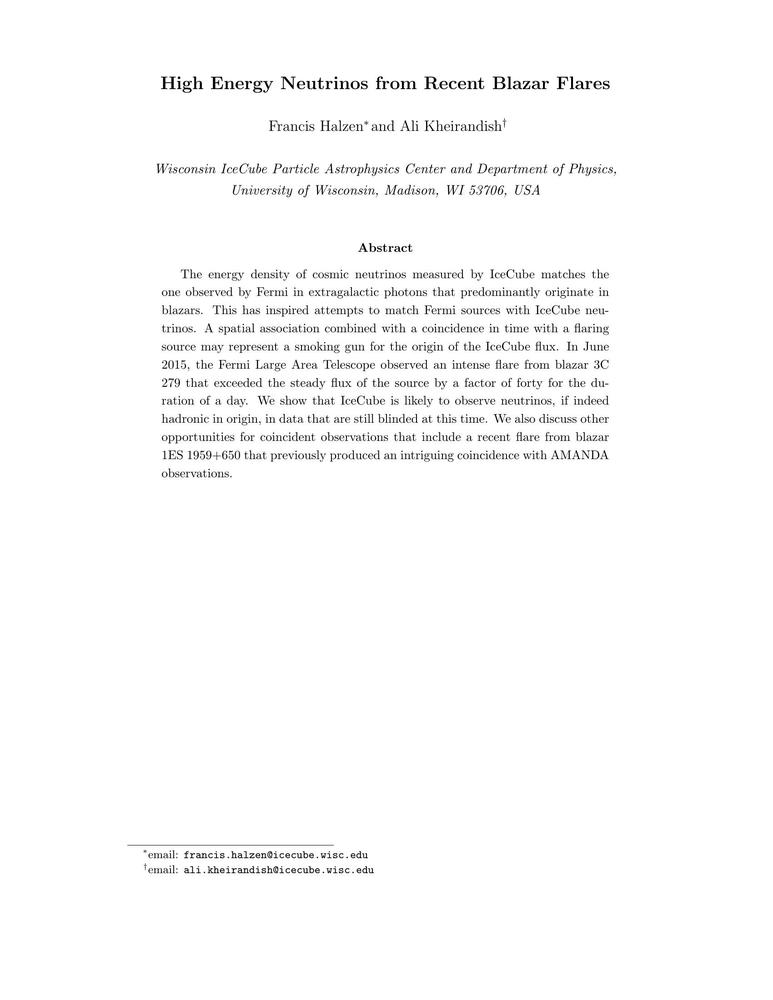 High Energy Neutrinos from Recent Blazar Flares
Francis Halzen* and Ali Kheirandish†
Wisconsin IceCube Particle Astrophysics Center and Department of Physics,
University of Wisconsin, Madison, WI 53706, USA
Abstract
The energy density of cosmic neutrinos measured by IceCube matches the
one observed by Fermi in extragalactic photons that predominantly originate in
blazars. This has inspired attempts to match Fermi sources with IceCube neu-
trinos. A spatial association combined with a coincidence in time with a flaring
source may represent a smoking gun for the origin of the IceCube flux. In June
2015, the Fermi Large Area Telescope observed an intense flare from blazar 3C
279 that exceeded the steady flux of the source by a factor of forty for the du-
ration of a day. We show that IceCube is likely to observe neutrinos, if indeed
hadronic in origin, in data that are still blinded at this time. We also discuss other
opportunities for coincident observations that include a recent flare from blazar
1ES 1959+650 that previously produced an intriguing coincidence with AMANDA
observations.
*email: francis.halzen@icecube.wisc.edu
†email: ali.kheirandish@icecube.wisc.edu